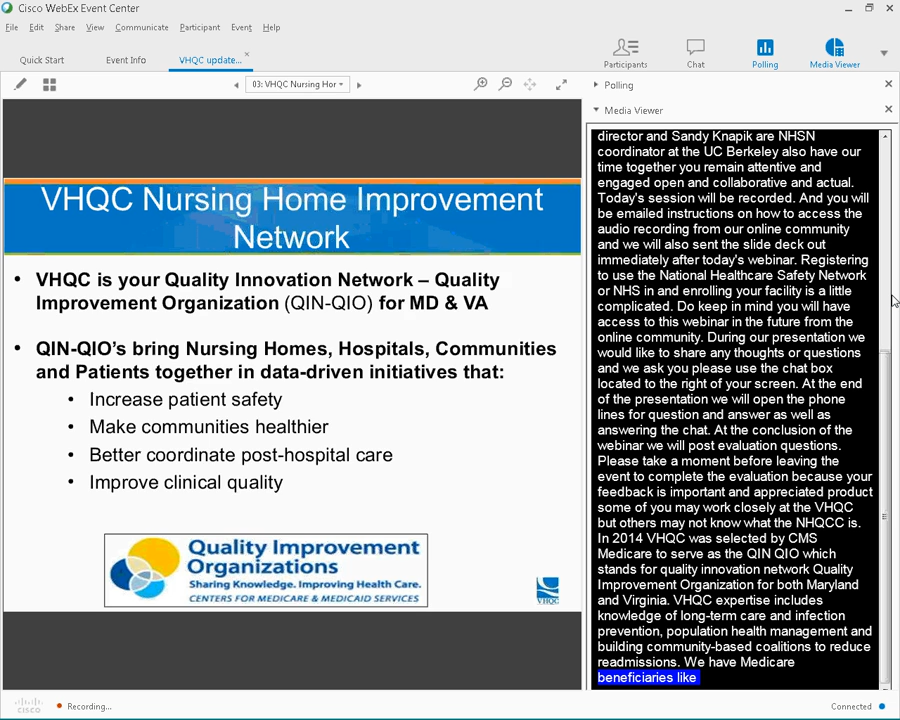 Cisco WebEx Event Center
File Edit Share View Communicate Participant Event Help
Quick Start Event Info VHQC update...
Participants Chat Polling Media Viewer
03: VHQC Nursing Hor
Polling
Media Viewer
VHQC Nursing Home Improvement
Network
• VHQC is your Quality Innovation Network – Quality
Improvement Organization (QIN-QIO) for MD & VA
• QIN-QIO's bring Nursing Homes, Hospitals, Communities
and Patients together in data-driven initiatives that:
• Increase patient safety
• Make communities healthier
• Better coordinate post-hospital care
• Improve clinical quality
Quality Improvement
Organizations
Sharing Knowledge. Improving Health Care.
CENTERS FOR MEDICARE & MEDICAID SERVICES
VHQC
director and Sandy Knapik are NHSN
coordinator at the UC Berkeley also have our
time together you remain attentive and
engaged open and collaborative and actual.
Today's session will be recorded. And you will
be emailed instructions on how to access the
audio recording from our online community
and we will also sent the slide deck out
immediately after today's webinar. Registering
to use the National Healthcare Safety Network
or NHS in and enrolling your facility is a little
complicated. Do keep in mind you will have
access to this webinar in the future from the
online community. During our presentation we
would like to share any thoughts or questions
and we ask you please use the chat box
located to the right of your screen. At the end
of the presentation we will open the phone
lines for question and answer as well as
answering the chat. At the conclusion of the
webinar we will post evaluation questions.
Please take a moment before leaving the
event to complete the evaluation because your
feedback is important and appreciated product
some of you may work closely at the VHQC
but others may not know what the NHQCC is.
In 2014 VHQC was selected by CMS
Medicare to serve as the QIN QIO which
stands for quality innovation network Quality
Improvement Organization for both Maryland
and Virginia. VHQC expertise includes
knowledge of long-term care and infection
prevention, population health management and
building community-based coalitions to reduce
readmissions. We have Medicare
beneficiaries like
cisco
Recording...
Connected